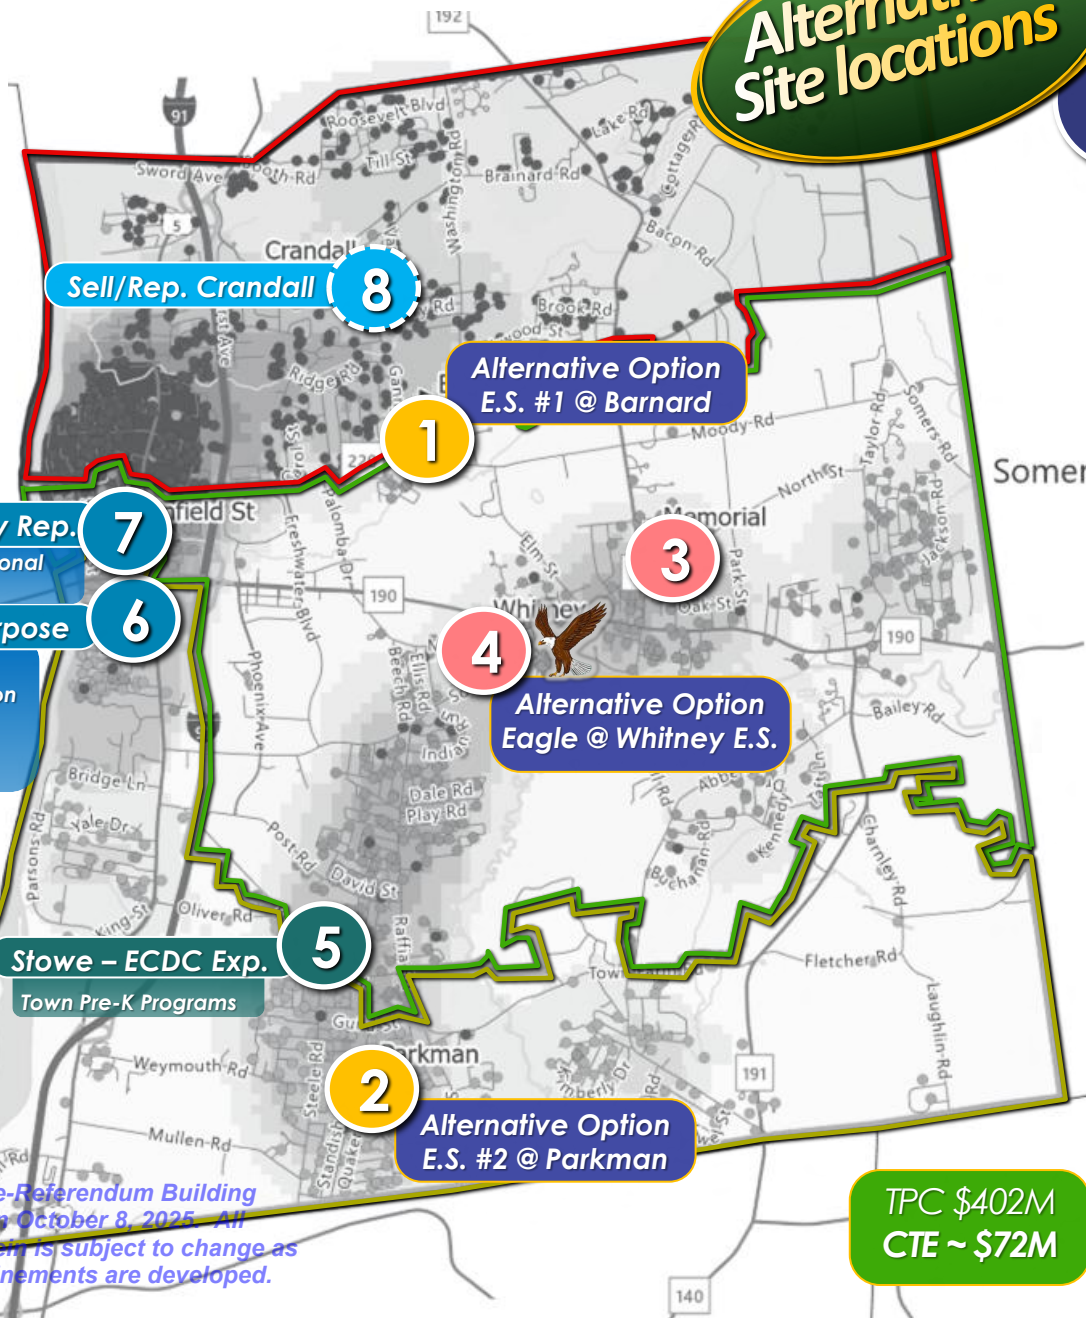 192
Site locations
91
Roosevelt Blvd
Lake Rd
Till St
Sword Ave
Booth Rd
Brainard Rd
Washington Rd
5
Bacon Rd
Crandall
Sell/Rep. Crandall
8
Rd
Brook Rd
Ridge Rd
Alternative Option
E.S. #1 @ Barnard
1
Moody Rd
Taylor Rd
Somers Rd
220
North St
Jackson Rd
7
Rep.
nfield St
Palomba Dr
Freshwater Blvd
Elm St
Memorial
3
Park St
Oak St
190
Whitney
6
rpose
4
190
Phoenix Ave
Beech Rd
Ellis Rd
Alternative Option
Eagle @ Whitney E.S.
Bailey Rd
Bridge Ln
Dale Rd
Play Rd
Yale Dr
Parsons Rd
Post Rd
David St
Kennedy
Buchanan Rd
Charnley Rd
King St
Oliver Rd
Raffia
Stowe – ECDC Exp.
5
Town Pre-K Programs
Fletcher Rd
Laughlin Rd
Parkman
Weymouth Rd
Steele Rd
2
Kimberly Dr
Rd
191
Alternative Option
E.S. #2 @ Parkman
Mullen Rd
Standish
Quaker
e-Referendum Building
n October 8, 2025. All
ein is subject to change as
nements are developed.
TPC $402M
CTE ~ $72M
140